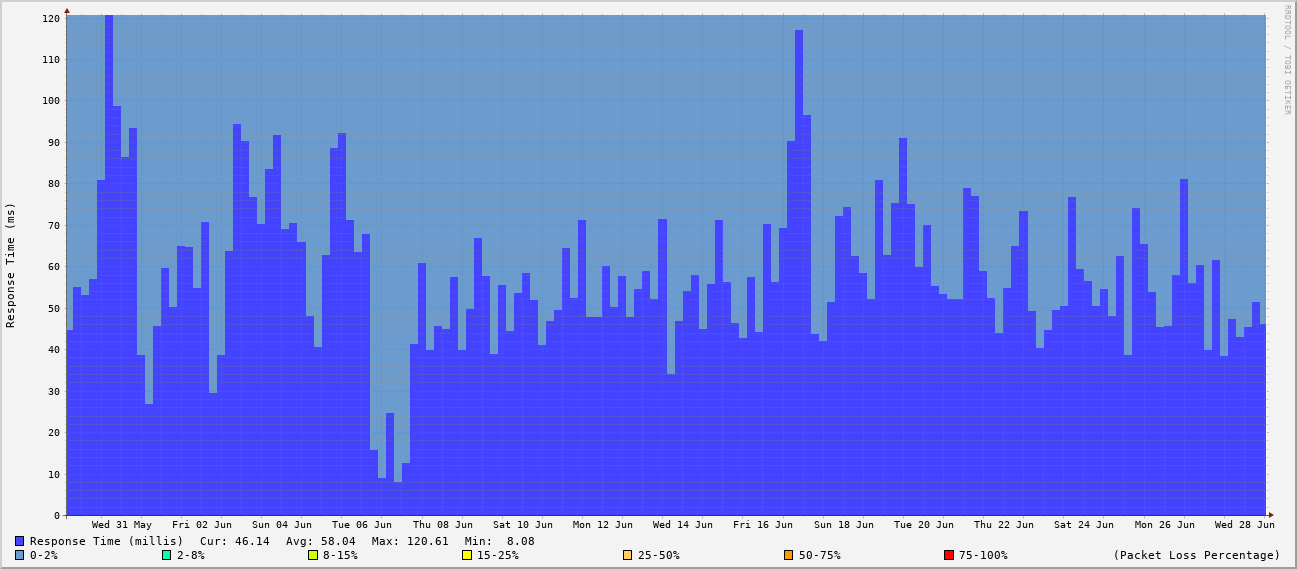 RRDTOOL / TOBI OETIKER
Response Time (ms)
120
110
100
90
80
70
60
50
40
30
20
10
0
Wed 31 May Fri 02 Jun Sun 04 Jun Tue 06 Jun Thu 08 Jun Sat 10 Jun Mon 12 Jun Wed 14 Jun Fri 16 Jun Sun 18 Jun Tue 20 Jun Thu 22 Jun Sat 24 Jun Mon 26 Jun Wed 28 Jun
Response Time (millis) Cur: 46.14 Avg: 58.04 Max: 120.61 Min: 8.08
0-2% 2-8% 8-15% 15-25% 25-50% 50-75% 75-100% (Packet Loss Percentage)